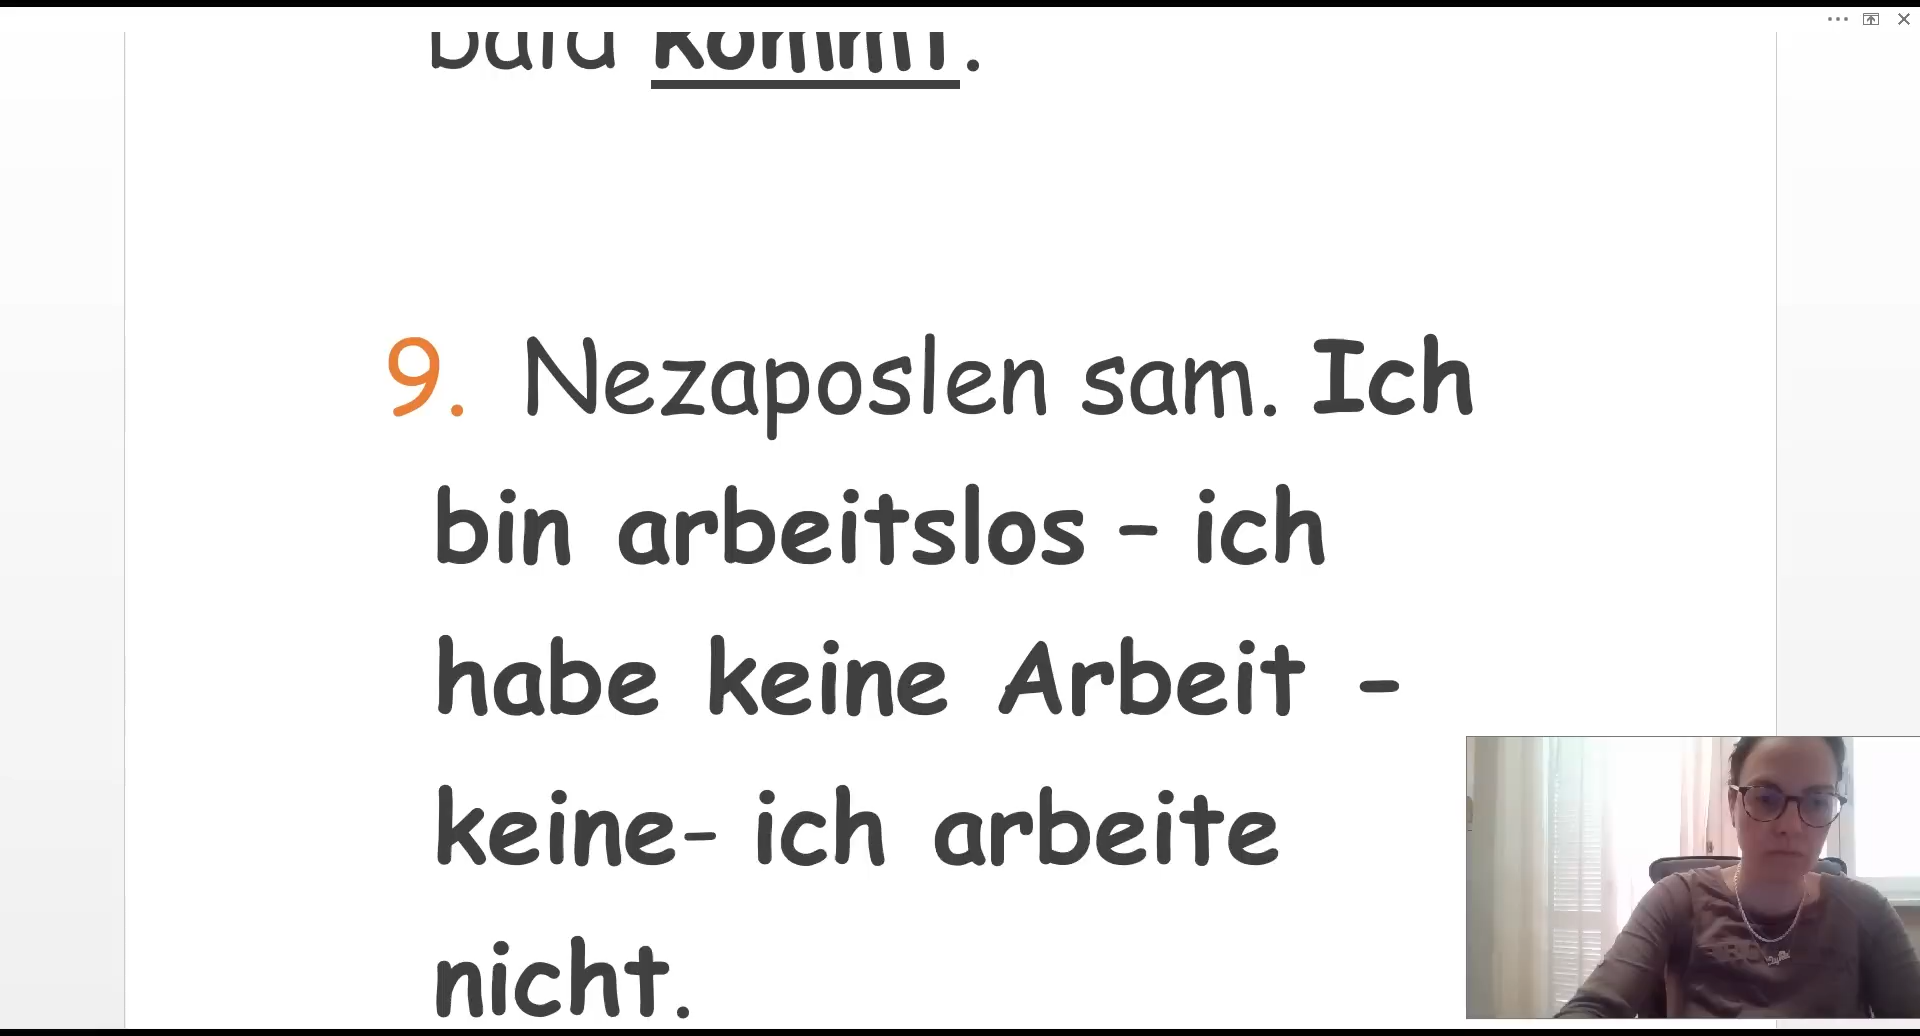 bald kommt.
9. Nezaposlen sam. Ich
bin arbeitslos – ich
habe keine Arbeit -
keine- ich arbeite
nicht.